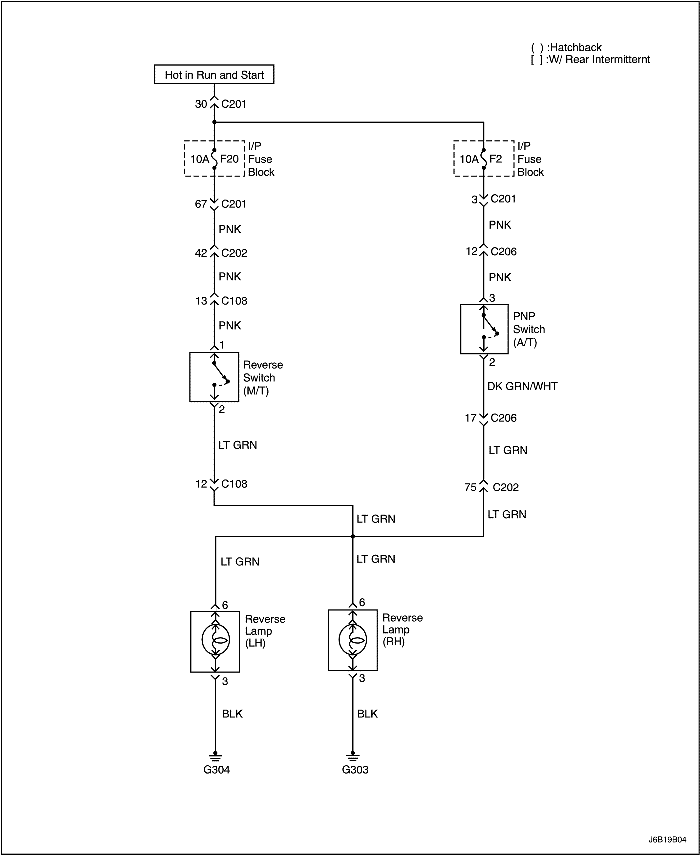 ( ) :Hatchback
[ ] :W/ Rear Intermitternt
Hot in Run and Start
30 C201
10A F20
I/P
Fuse
Block
10A F2
I/P
Fuse
Block
67 C201
3 C201
PNK
PNK
42 C202
12 C206
PNK
PNK
13 C108
3
PNK
PNP
Switch
(A/T)
1
Reverse
Switch
(M/T)
2
2
DK GRN/WHT
17 C206
LT GRN
LT GRN
12 C108
75 C202
LT GRN
LT GRN
LT GRN
LT GRN
6
6
Reverse
Lamp
(LH)
Reverse
Lamp
(RH)
3
3
BLK
BLK
G304
G303
J6B19B04